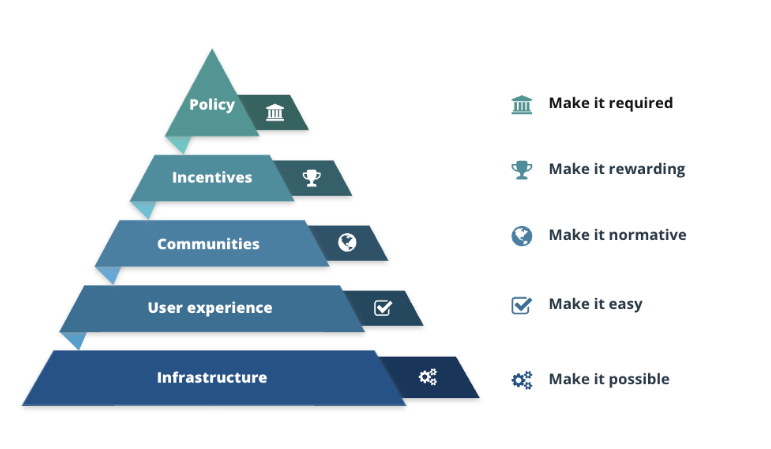 Policy
Make it required
Incentives
Make it rewarding
Communities
Make it normative
User experience
Make it easy
Infrastructure
Make it possible